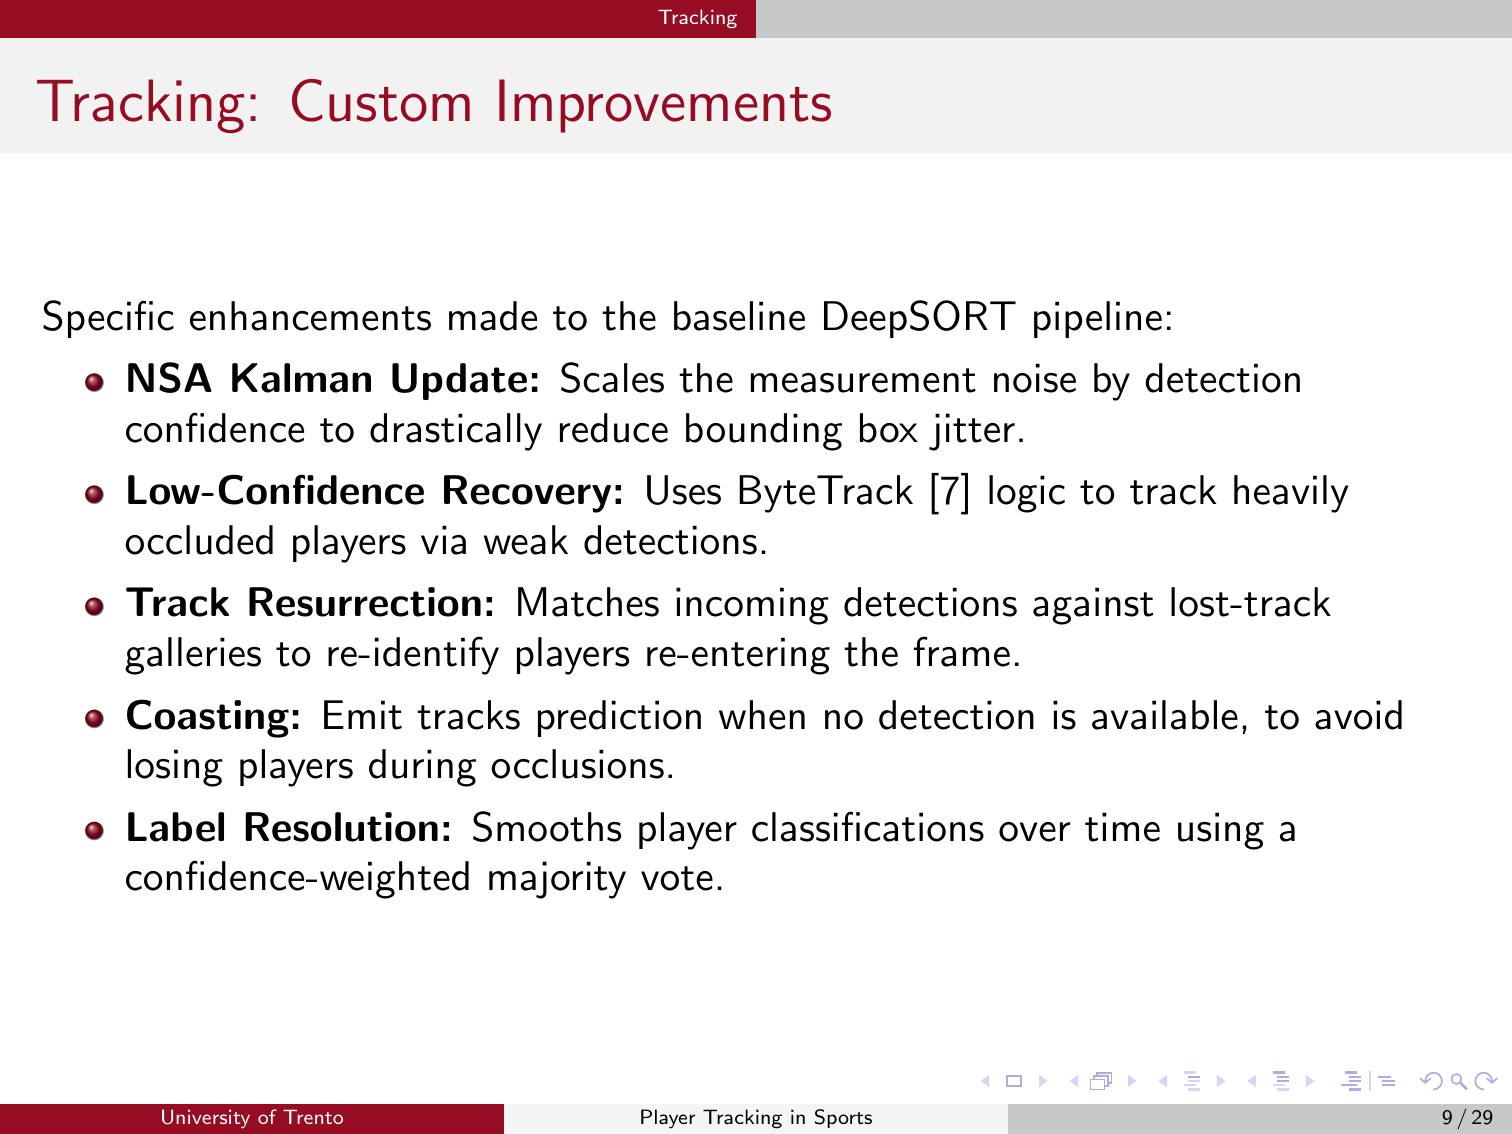 Tracking
Tracking: Custom Improvements
Specific enhancements made to the baseline DeepSORT pipeline:
NSA Kalman Update: Scales the measurement noise by detection
confidence to drastically reduce bounding box jitter.
Low-Confidence Recovery: Uses ByteTrack [7] logic to track heavily
occluded players via weak detections.
Track Resurrection: Matches incoming detections against lost-track
galleries to re-identify players re-entering the frame.
Coasting: Emit tracks prediction when no detection is available, to avoid
losing players during occlusions.
Label Resolution: Smooths player classifications over time using a
confidence-weighted majority vote.
University of Trento
Player Tracking in Sports
9 / 29